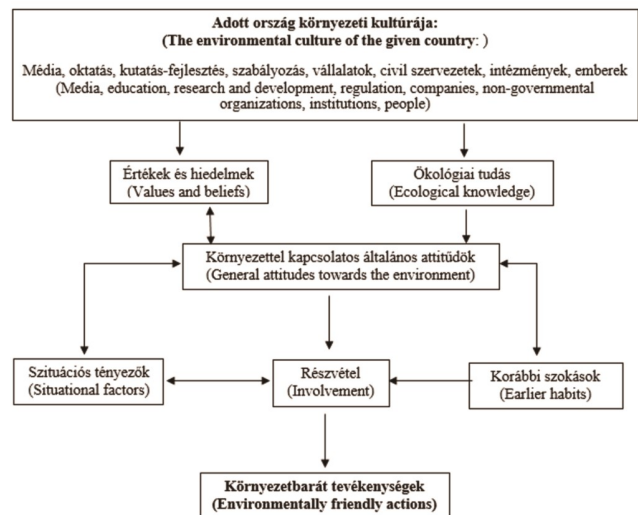 Adott ország környezeti kultúrája:
(The environmental culture of the given country: )
Média, oktatás, kutatás-fejlesztés, szabályozás, vállalatok, civil szervezetek, intézmények, emberek
(Media, education, research and development, regulation, companies, non-governmental
organizations, institutions, people)
Értékek és hiedelmek
(Values and beliefs)
Ökológiai tudás
(Ecological knowledge)
Környezettel kapcsolatos általános attitűdök
(General attitudes towards the environment)
Szituációs tényezők
(Situational factors)
Részvétel
(Involvement)
Korábbi szokások
(Earlier habits)
Környezetbarát tevékenységek
(Environmentally friendly actions)